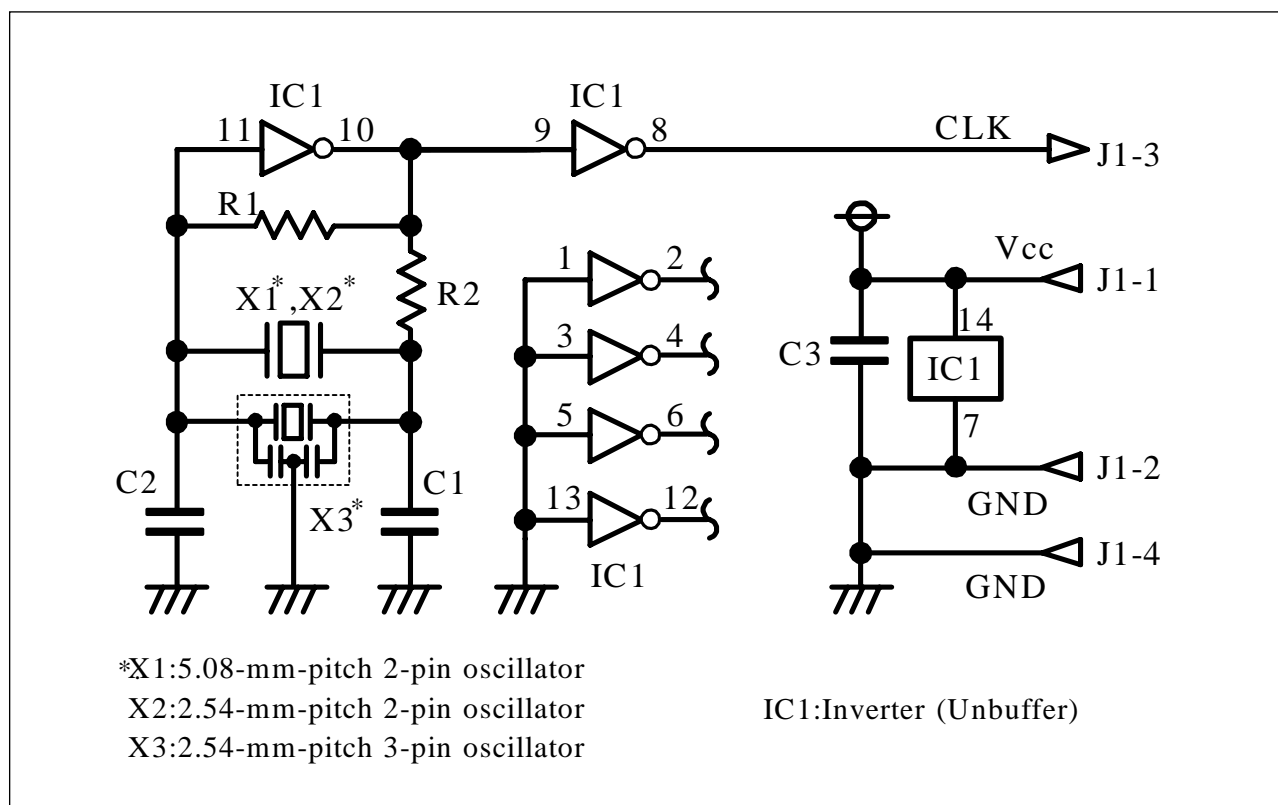 IC1 IC1
11 10 9 8 CLK J1-3
R1
1 2 Vcc J1-1
X1*,X2* R2
3 4 C3 14 IC1
5 6 7
C2 C1 J1-2
X3* 13 12 GND
IC1 J1-4
GND
*X1:5.08-mm-pitch 2-pin oscillator
X2:2.54-mm-pitch 2-pin oscillator
X3:2.54-mm-pitch 3-pin oscillator
IC1:Inverter (Unbuffer)